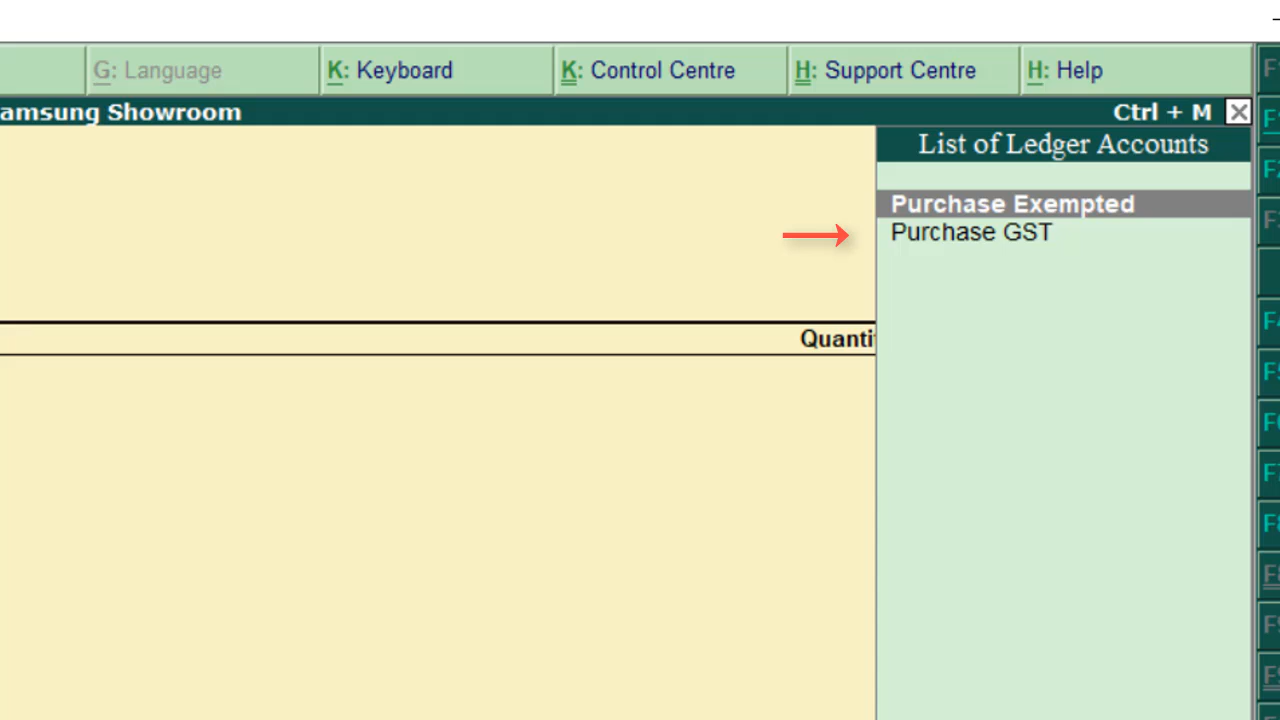 G: Language K: Keyboard K: Control Centre H: Support Centre H: Help
amsung Showroom Ctrl + M
List of Ledger Accounts
Purchase Exempted
Purchase GST
Quanti